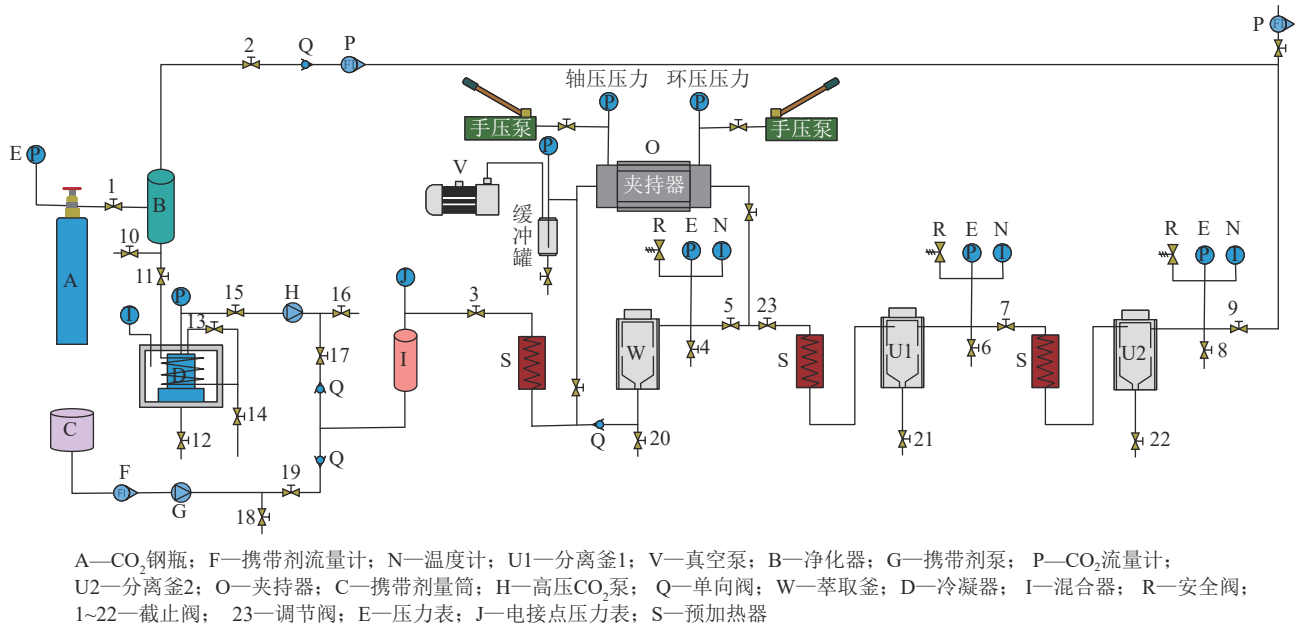 P
2
Q
P
轴压压力
环压压力
P
P
手压泵
手压泵
E
P
V
P
O
夹持器
1
B
缓冲罐
R
E
N
P
I
R
E
N
P
I
R
E
N
P
I
10
A
11
J
P
15
H
16
3
I
13
5
23
7
9
17
I
S
W
4
S
U1
6
S
U2
8
D
Q
C
12
14
Q
20
21
22
F
19
Q
G
18
A—CO₂钢瓶；F—携带剂流量计；N—温度计；U1—分离釜1；V—真空泵；B—净化器；G—携带剂泵； P—CO₂流量计；
U2—分离釜2；O—夹持器；C—携带剂量筒；H—高压CO₂泵； Q—单向阀；W—萃取釜；D—冷凝器； I—混合器； R—安全阀；
1~22—截止阀； 23—调节阀；E—压力表；J—电接点压力表；S—预加热器